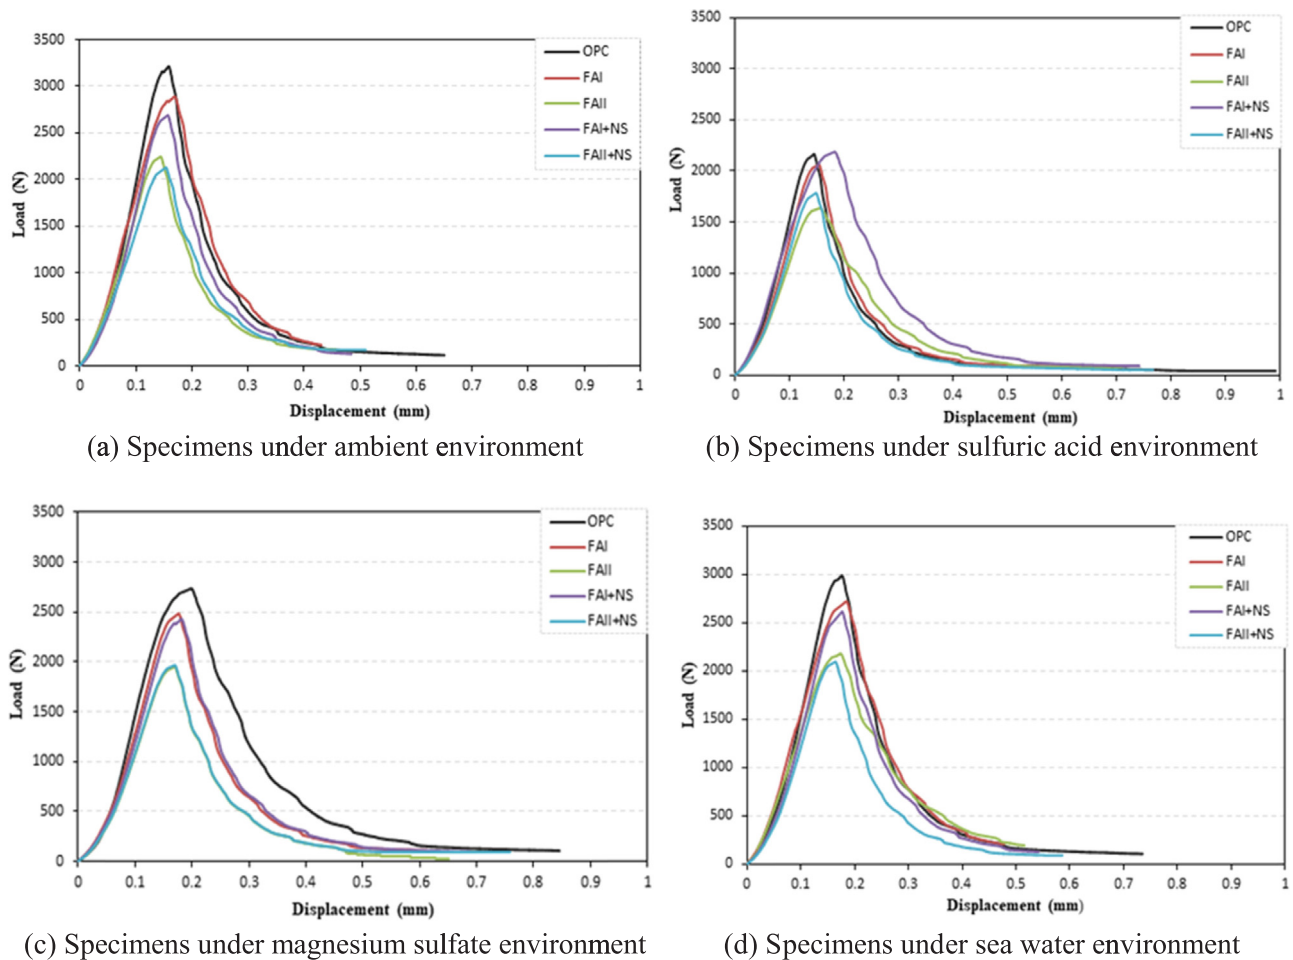 3500
3000
2500
2000
1500
1000
500
0
Load (N)
OPC
FAI
FAII
FAI+NS
FAII+NS
0 0.1 0.2 0.3 0.4 0.5 0.6 0.7 0.8 0.9 1
Displacement (mm)
(a) Specimens under ambient environment
3500
3000
2500
2000
1500
1000
500
0
Load (N)
OPC
FAI
FAII
FAI+NS
FAII+NS
0 0.1 0.2 0.3 0.4 0.5 0.6 0.7 0.8 0.9 1
Displacement (mm)
(b) Specimens under sulfuric acid environment
3500
3000
2500
2000
1500
1000
500
0
Load (N)
OPC
FAI
FAII
FAI+NS
FAII+NS
0 0.1 0.2 0.3 0.4 0.5 0.6 0.7 0.8 0.9 1
Displacement (mm)
(c) Specimens under magnesium sulfate environment
3500
3000
2500
2000
1500
1000
500
0
Load (N)
OPC
FAI
FAII
FAI+NS
FAII+NS
0 0.1 0.2 0.3 0.4 0.5 0.6 0.7 0.8 0.9 1
Displacement (mm)
(d) Specimens under sea water environment